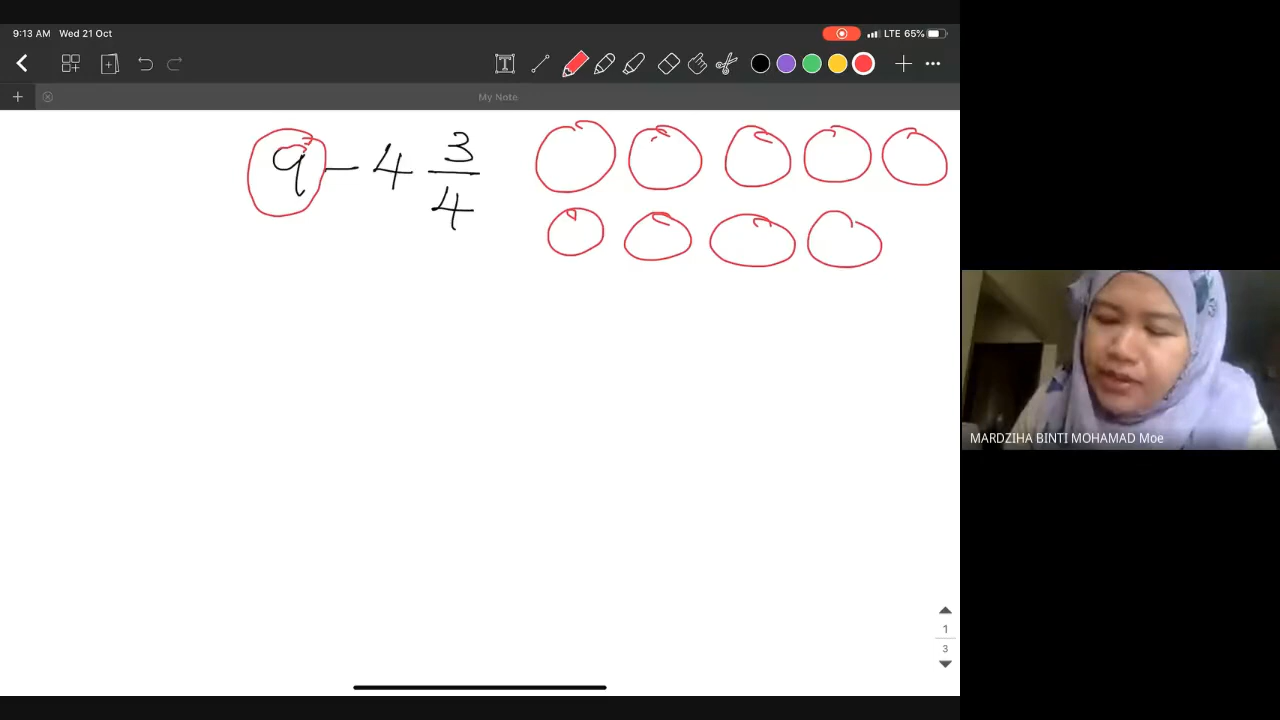 9:13 AM Wed 21 Oct
LTE 65%
T
My Note
9 - 4 3/4
MARDZIHA BINTI MOHAMAD Moe
1
3